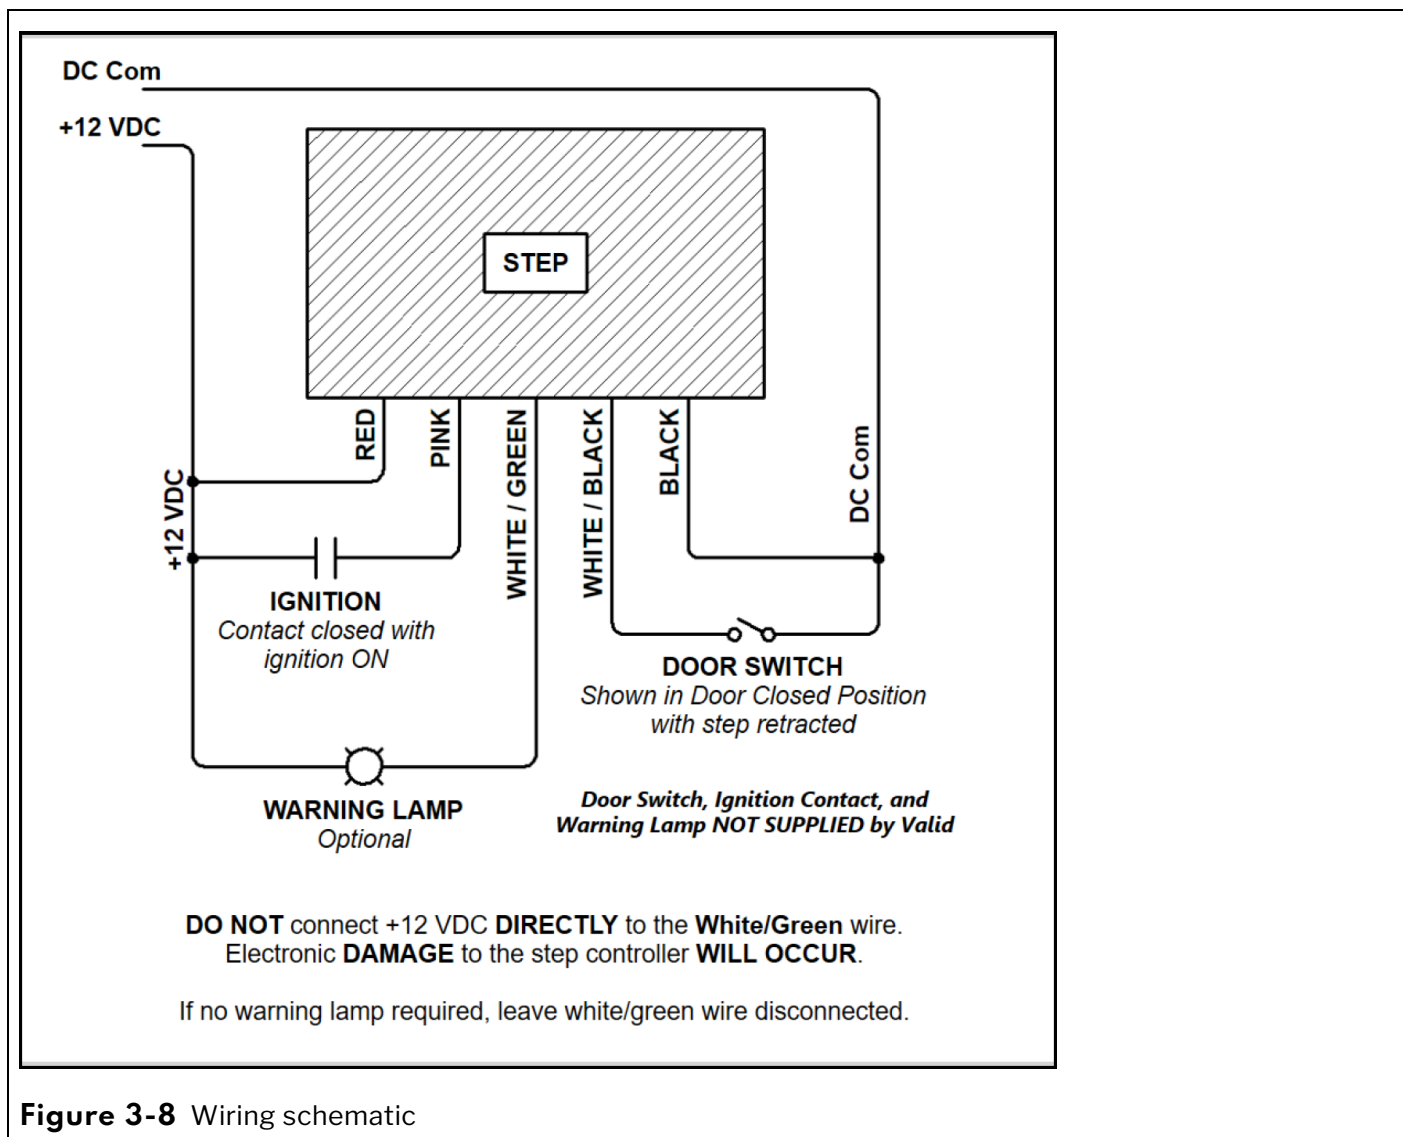 DC Com
+12 VDC
STEP
RED
PINK
WHITE / GREEN
WHITE / BLACK
BLACK
DC Com
+12 VDC
IGNITION
Contact closed with
ignition ON
DOOR SWITCH
Shown in Door Closed Position
with step retracted
WARNING LAMP
Optional
Door Switch, Ignition Contact, and
Warning Lamp NOT SUPPLIED by Valid
DO NOT connect +12 VDC DIRECTLY to the White/Green wire.
Electronic DAMAGE to the step controller WILL OCCUR.
If no warning lamp required, leave white/green wire disconnected.
Figure 3-8 Wiring schematic